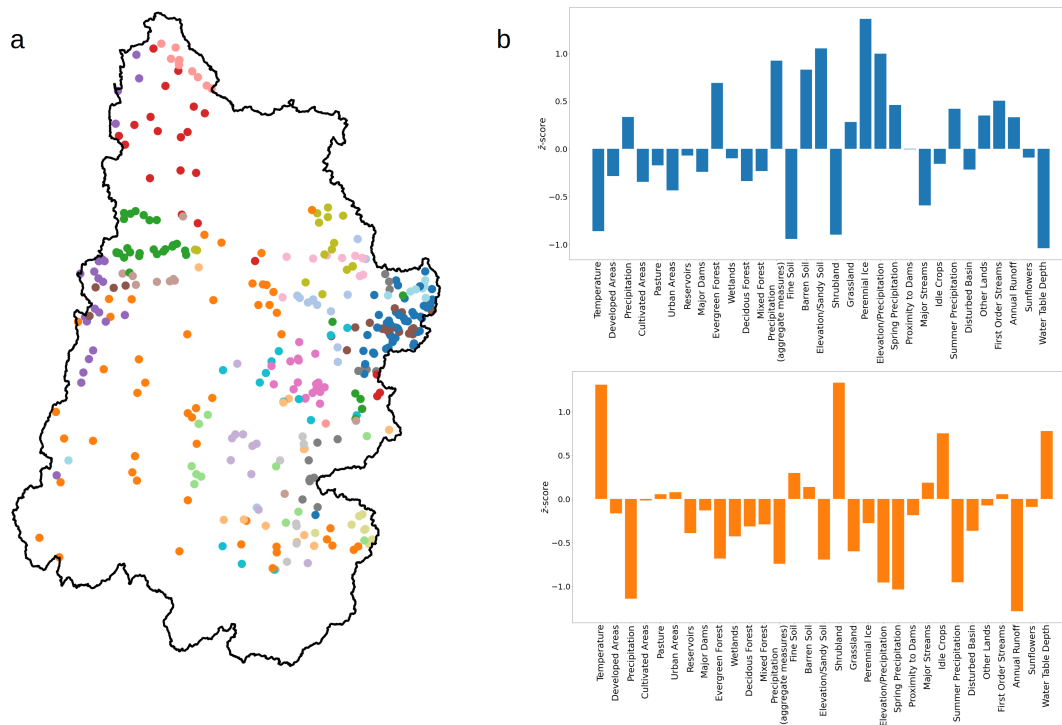 a
b
1.0
0.5
0.0
−0.5
−1.0
z̄-score
Temperature
Developed Areas
Precipitation
Cultivated Areas
Pasture
Urban Areas
Reservoirs
Major Dams
Evergreen Forest
Wetlands
Decidous Forest
Mixed Forest
Precipitation
(aggregate measures)
Fine Soil
Barren Soil
Elevation/Sandy Soil
Shrubland
Grassland
Perennial Ice
Elevation/Precipitation
Spring Precipitation
Proximity to Dams
Major Streams
Idle Crops
Summer Precipitation
Disturbed Basin
Other Lands
First Order Streams
Annual Runoff
Sunflowers
Water Table Depth
1.0
0.5
0.0
−0.5
−1.0
z̄-score
Temperature
Developed Areas
Precipitation
Cultivated Areas
Pasture
Urban Areas
Reservoirs
Major Dams
Evergreen Forest
Wetlands
Decidous Forest
Mixed Forest
Precipitation
(aggregate measures)
Fine Soil
Barren Soil
Elevation/Sandy Soil
Shrubland
Grassland
Perennial Ice
Elevation/Precipitation
Spring Precipitation
Proximity to Dams
Major Streams
Idle Crops
Summer Precipitation
Disturbed Basin
Other Lands
First Order Streams
Annual Runoff
Sunflowers
Water Table Depth